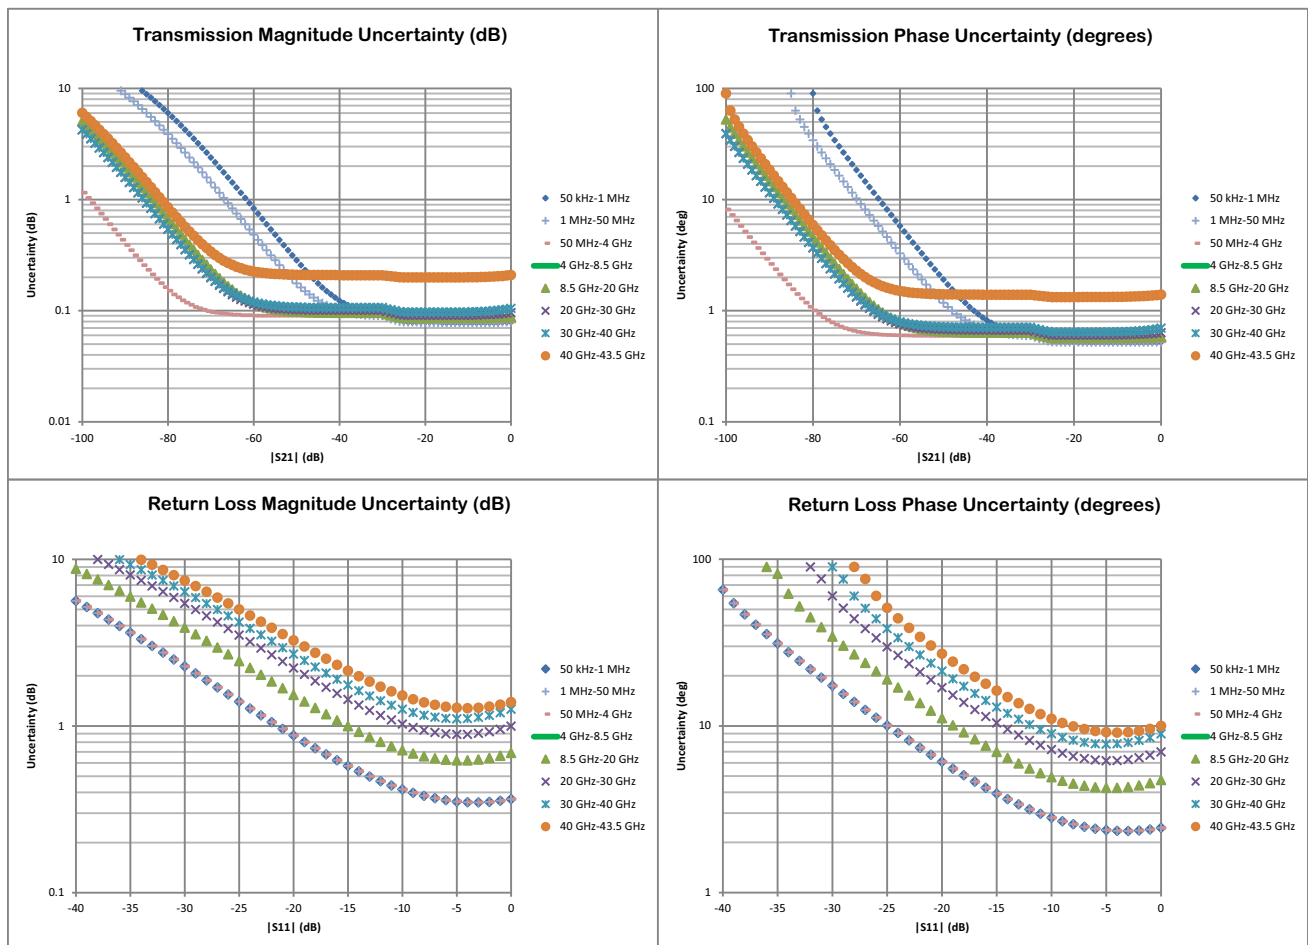 Transmission Magnitude Uncertainty (dB)
10
1
0.1
0.01
Uncertainty (dB)
-100 -80 -60 -40 -20 0
|S21| (dB)
50 kHz-1 MHz
1 MHz-50 MHz
50 MHz-4 GHz
4 GHz-8.5 GHz
8.5 GHz-20 GHz
20 GHz-30 GHz
30 GHz-40 GHz
40 GHz-43.5 GHz
Transmission Phase Uncertainty (degrees)
100
10
1
0.1
Uncertainty (deg)
-100 -80 -60 -40 -20 0
|S21| (dB)
50 kHz-1 MHz
1 MHz-50 MHz
50 MHz-4 GHz
4 GHz-8.5 GHz
8.5 GHz-20 GHz
20 GHz-30 GHz
30 GHz-40 GHz
40 GHz-43.5 GHz
Return Loss Magnitude Uncertainty (dB)
10
1
0.1
Uncertainty (dB)
-40 -35 -30 -25 -20 -15 -10 -5 0
|S11| (dB)
50 kHz-1 MHz
1 MHz-50 MHz
50 MHz-4 GHz
4 GHz-8.5 GHz
8.5 GHz-20 GHz
20 GHz-30 GHz
30 GHz-40 GHz
40 GHz-43.5 GHz
Return Loss Phase Uncertainty (degrees)
100
10
1
Uncertainty (deg)
-40 -35 -30 -25 -20 -15 -10 -5 0
|S11| (dB)
50 kHz-1 MHz
1 MHz-50 MHz
50 MHz-4 GHz
4 GHz-8.5 GHz
8.5 GHz-20 GHz
20 GHz-30 GHz
30 GHz-40 GHz
40 GHz-43.5 GHz